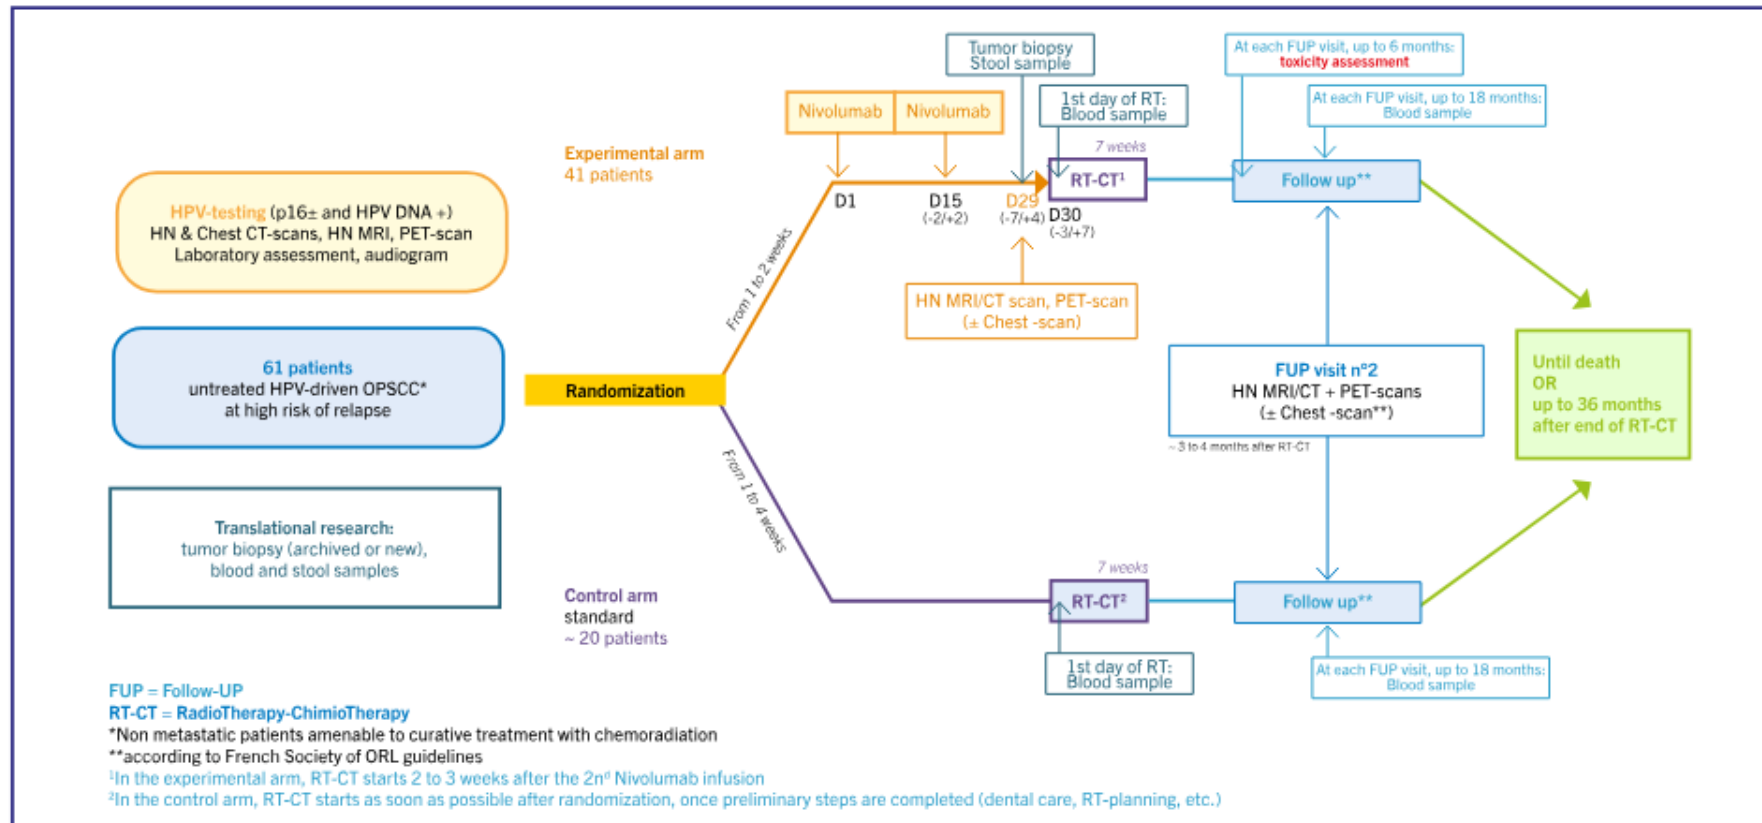 Tumor biopsy
Stool sample
At each FUP visit, up to 6 months:
toxicity assessment
Nivolumab
Nivolumab
1st day of RT:
Blood sample
At each FUP visit, up to 18 months:
Blood sample
Experimental arm
41 patients
7 weeks
RT-CT¹
Follow up**
D1
D15
(-2/+2)
D29
(-7/+4)
D30
(-3/+7)
HPV-testing (p16± and HPV DNA +)
HN & Chest CT-scans, HN MRI, PET-scan
Laboratory assessment, audiogram
From 1 to 2 weeks
HN MRI/CT scan, PET-scan
(± Chest -scan)
61 patients
untreated HPV-driven OPSCC*
at high risk of relapse
Randomization
FUP visit n°2
HN MRI/CT + PET-scans
(± Chest -scan**)
~ 3 to 4 months after RT-CT
Until death
OR
up to 36 months
after end of RT-CT
From 1 to 4 weeks
Translational research:
tumor biopsy (archived or new),
blood and stool samples
Control arm
standard
~ 20 patients
7 weeks
RT-CT²
Follow up**
1st day of RT:
Blood sample
At each FUP visit, up to 18 months:
Blood sample
FUP = Follow-UP
RT-CT = RadioTherapy-ChimioTherapy
*Non metastatic patients amenable to curative treatment with chemoradiation
**according to French Society of ORL guidelines
¹In the experimental arm, RT-CT starts 2 to 3 weeks after the 2nᵈ Nivolumab infusion
²In the control arm, RT-CT starts as soon as possible after randomization, once preliminary steps are completed (dental care, RT-planning, etc.)